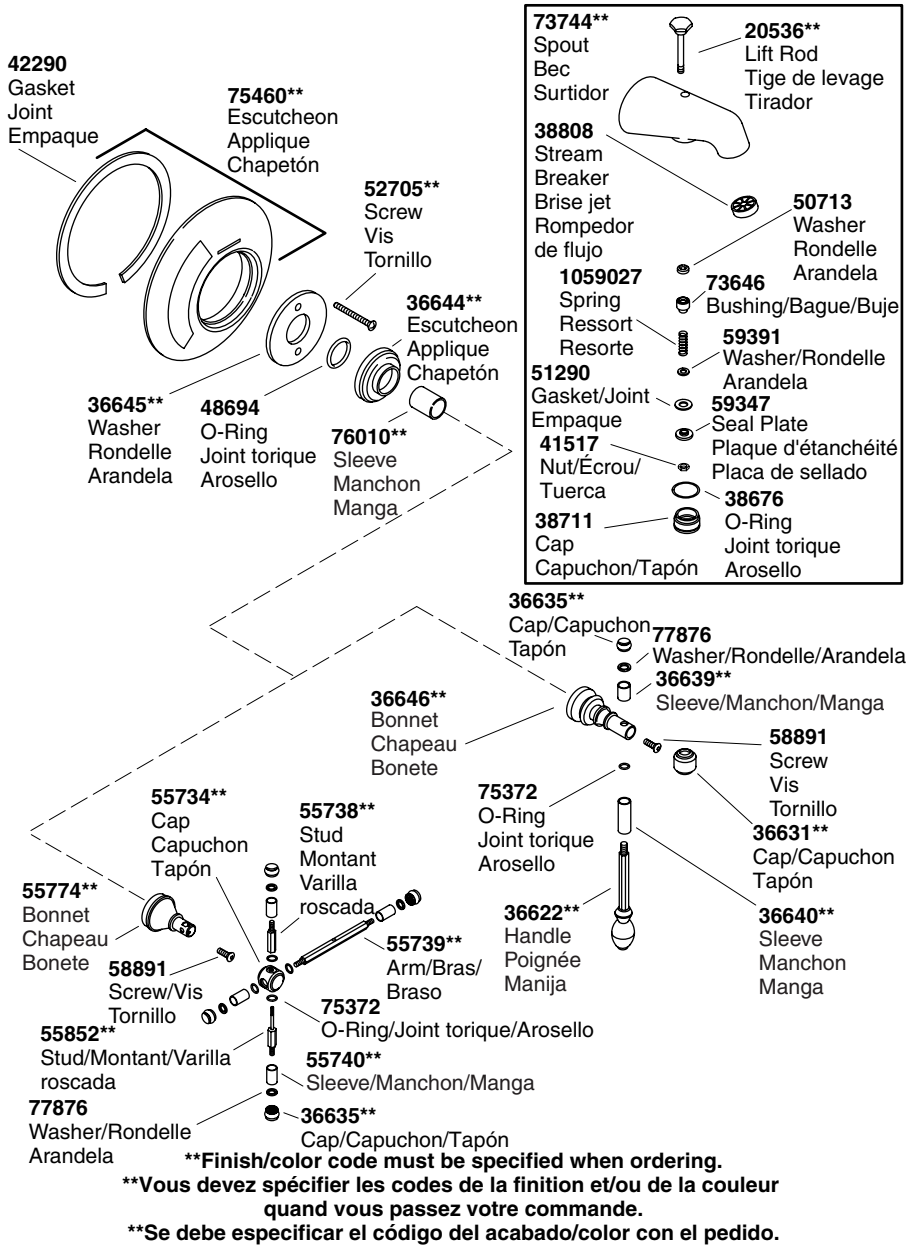 42290
Gasket
Joint
Empaque
75460**
Escutcheon
Applique
Chapetón
52705**
Screw
Vis
Tornillo
36644**
Escutcheon
Applique
Chapetón
36645**
Washer
Rondelle
Arandela
48694
O-Ring
Joint torique
Arosello
76010**
Sleeve
Manchon
Manga
73744**
Spout
Bec
Surtidor
20536**
Lift Rod
Tige de levage
Tirador
38808
Stream
Breaker
Brise jet
Rompedor
de flujo
50713
Washer
Rondelle
Arandela
1059027
Spring
Ressort
Resorte
73646
Bushing/Bague/Buje
59391
Washer/Rondelle
Arandela
51290
Gasket/Joint
Empaque
59347
Seal Plate
Plaque d'étanchéité
Placa de sellado
41517
Nut/Écrou/
Tuerca
38676
O-Ring
Joint torique
Arosello
38711
Cap
Capuchon/Tapón
36635**
Cap/Capuchon
Tapón
77876
Washer/Rondelle/Arandela
36639**
Sleeve/Manchon/Manga
36646**
Bonnet
Chapeau
Bonete
58891
Screw
Vis
Tornillo
75372
O-Ring
Joint torique
Arosello
36631**
Cap/Capuchon
Tapón
36622**
Handle
Poignée
Manija
36640**
Sleeve
Manchon
Manga
55734**
Cap
Capuchon
Tapón
55738**
Stud
Montant
Varilla
roscada
55774**
Bonnet
Chapeau
Bonete
55739**
Arm/Bras/
Braso
58891
Screw/Vis
Tornillo
75372
O-Ring/Joint torique/Arosello
55852**
Stud/Montant/Varilla
roscada
55740**
Sleeve/Manchon/Manga
77876
Washer/Rondelle
Arandela
36635**
Cap/Capuchon/Tapón
**Finish/color code must be specified when ordering.
**Vous devez spécifier les codes de la finition et/ou de la couleur
quand vous passez votre commande.
**Se debe especificar el código del acabado/color con el pedido.